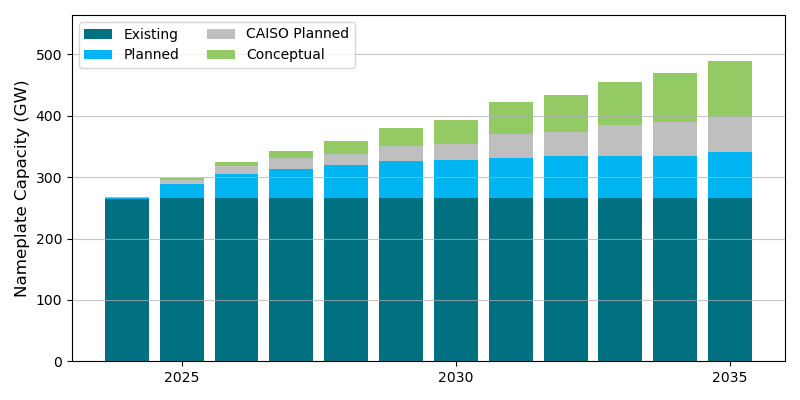 Existing
Planned
CAISO Planned
Conceptual
Nameplate Capacity (GW)
500
400
300
200
100
0
2025
2030
2035